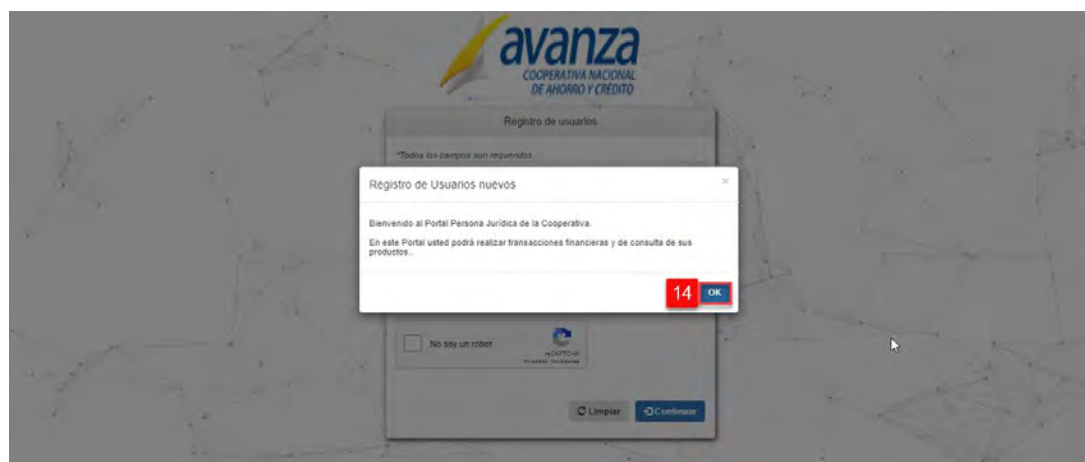 avanza
COOPERATIVA NACIONAL
DE AHORRO Y CRÉDITO
Registro de usuarios
*Todos los campos son requeridos
Registro de Usuarios nuevos
×
Bienvenido al Portal Persona Jurídica de la Cooperativa.
En este Portal usted podrá realizar transacciones financieras y de consulta de sus
productos..
14 OK
No soy un robot
reCAPTCHA
Limpiar Continuar